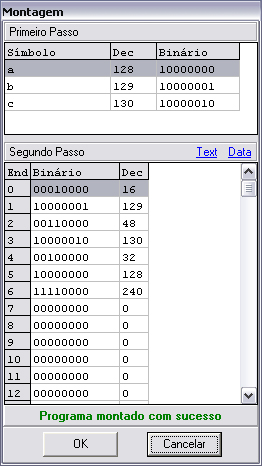 Montagem
Primeiro Passo
Símbolo Dec Binário
a 128 10000000
b 129 10000001
c 130 10000010
Segundo Passo Text Data
End Binário Dec
0 00010000 16
1 10000001 129
2 00110000 48
3 10000010 130
4 00100000 32
5 10000000 128
6 11110000 240
7 00000000 0
8 00000000 0
9 00000000 0
10 00000000 0
11 00000000 0
12 00000000 0
Programa montado com sucesso
OK Cancelar